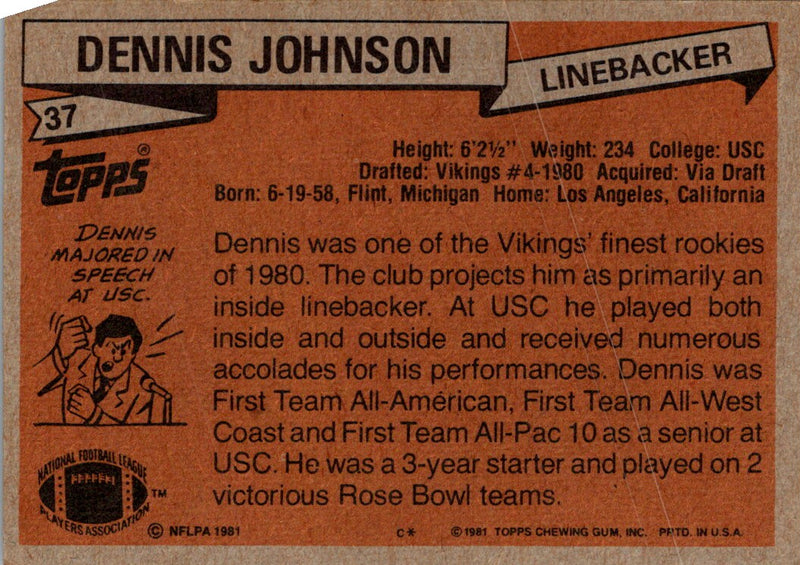 DENNIS JOHNSON
LINEBACKER
37
TOPPS®
Height: 6'2½" Weight: 234 College: USC
Drafted: Vikings #4-1980 Acquired: Via Draft
Born: 6-19-58, Flint, Michigan Home: Los Angeles, California
DENNIS
MAJORED IN
SPEECH
AT USC.
Dennis was one of the Vikings' finest rookies
of 1980. The club projects him as primarily an
inside linebacker. At USC he played both
inside and outside and received numerous
accolades for his performances. Dennis was
First Team All-American, First Team All-West
Coast and First Team All-Pac 10 as a senior at
USC. He was a 3-year starter and played on 2
victorious Rose Bowl teams.
NATIONAL FOOTBALL LEAGUE
PLAYERS ASSOCIATION
TM
© NFLPA 1981
C*
© 1981 TOPPS CHEWING GUM, INC. PRTD. IN U.S.A.